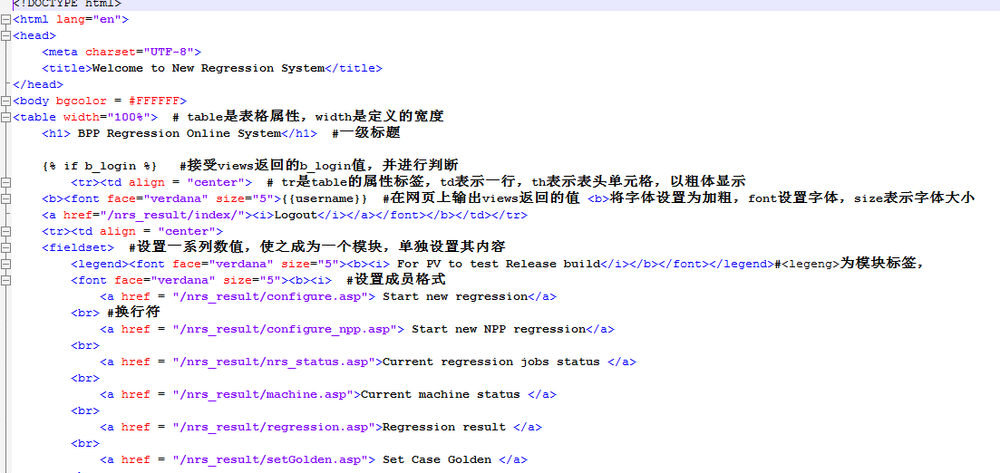 <!DOCTYPE html>
<html lang="en">
<head>
<meta charset="UTF-8">
<title>Welcome to New Regression System</title>
</head>
<body bgcolor = #FFFFFF>
<table width="100%">  # table是表格属性，width是定义的宽度
<h1> BPP Regression Online System</h1>  #一级标题
{% if b_login %}   #接受views返回的b_login值，并进行判断
<tr><td align = "center">  # tr是table的属性标签，td表示一行，th表示表头单元格，以粗体显示
<b><font face="verdana" size="5">{{username}}  #在网页上输出views返回的值 <b>将字体设置为加粗，font设置字体，size表示字体大小
<a href="/nrs_result/index/"><i>Logout</i></a></font></b></td></tr>
<tr><td align = "center">
<fieldset>  #设置一系列数值，使之成为一个模块，单独设置其内容
<legend><font face="verdana" size="5"><b><i> For PV to test Release build</i></b></font></legend>#<legeng>为模块标签，
<font face="verdana" size="5"><b><i>  #设置成员格式
<a href = "/nrs_result/configure.asp"> Start new regression</a>
<br> #换行符
<a href = "/nrs_result/configure_npp.asp"> Start new NPP regression</a>
<br>
<a href = "/nrs_result/nrs_status.asp">Current regression jobs status </a>
<br>
<a href = "/nrs_result/machine.asp">Current machine status </a>
<br>
<a href = "/nrs_result/regression.asp">Regression result </a>
<br>
<a href = "/nrs_result/setGolden.asp"> Set Case Golden </a>